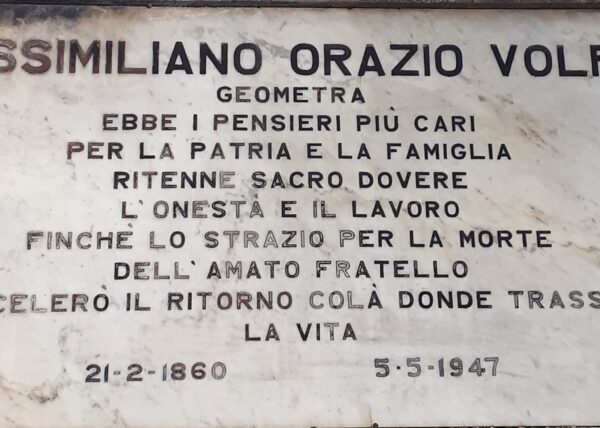 SSIMILIANO ORAZIO VOL
GEOMETRA
EBBE I PENSIERI PIÙ CARI
PER LA PATRIA E LA FAMIGLIA
RITENNE SACRO DOVERE
L'ONESTÀ E IL LAVORO
FINCHÈ LO STRAZIO PER LA MORTE
DELL'AMATO FRATELLO
CELERÒ IL RITORNO COLÀ DONDE TRASS
LA VITA
21-2-1860 5·5-1947